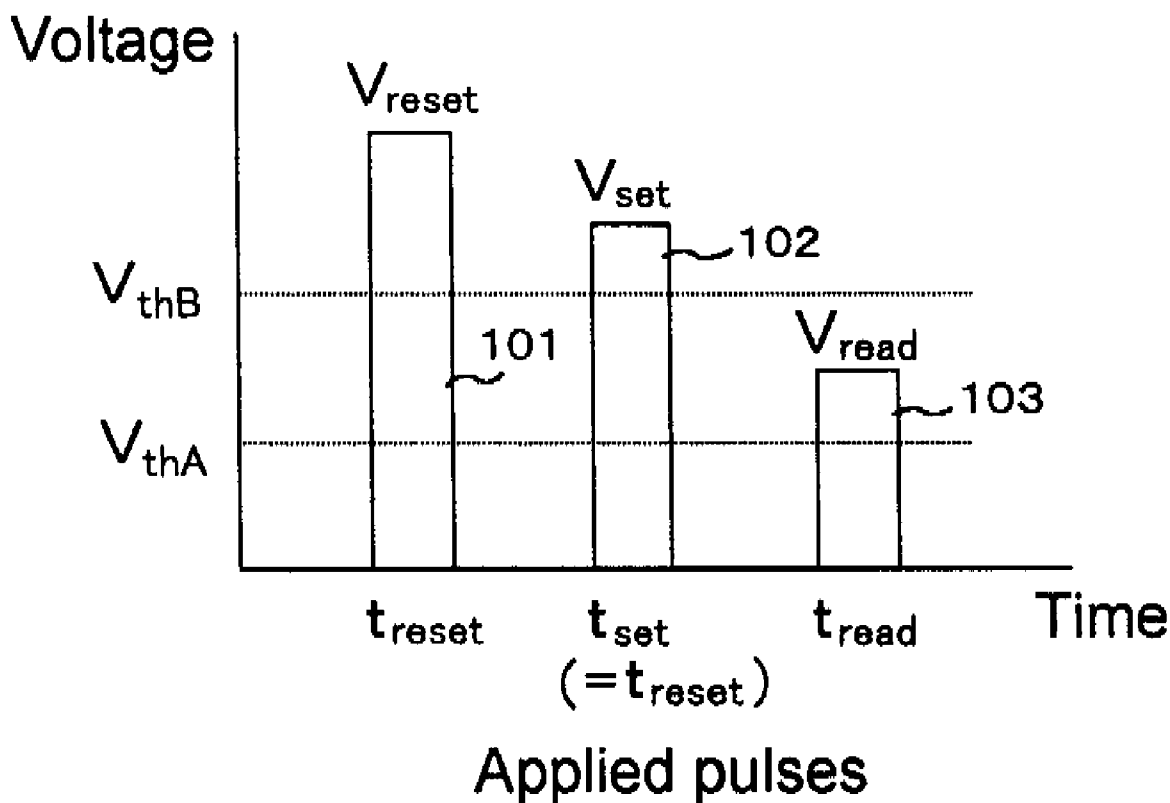 Voltage
Vreset
Vset
102
VthB
Vread
101
103
VthA
treset
tset
tread
Time
(=treset)
Applied pulses